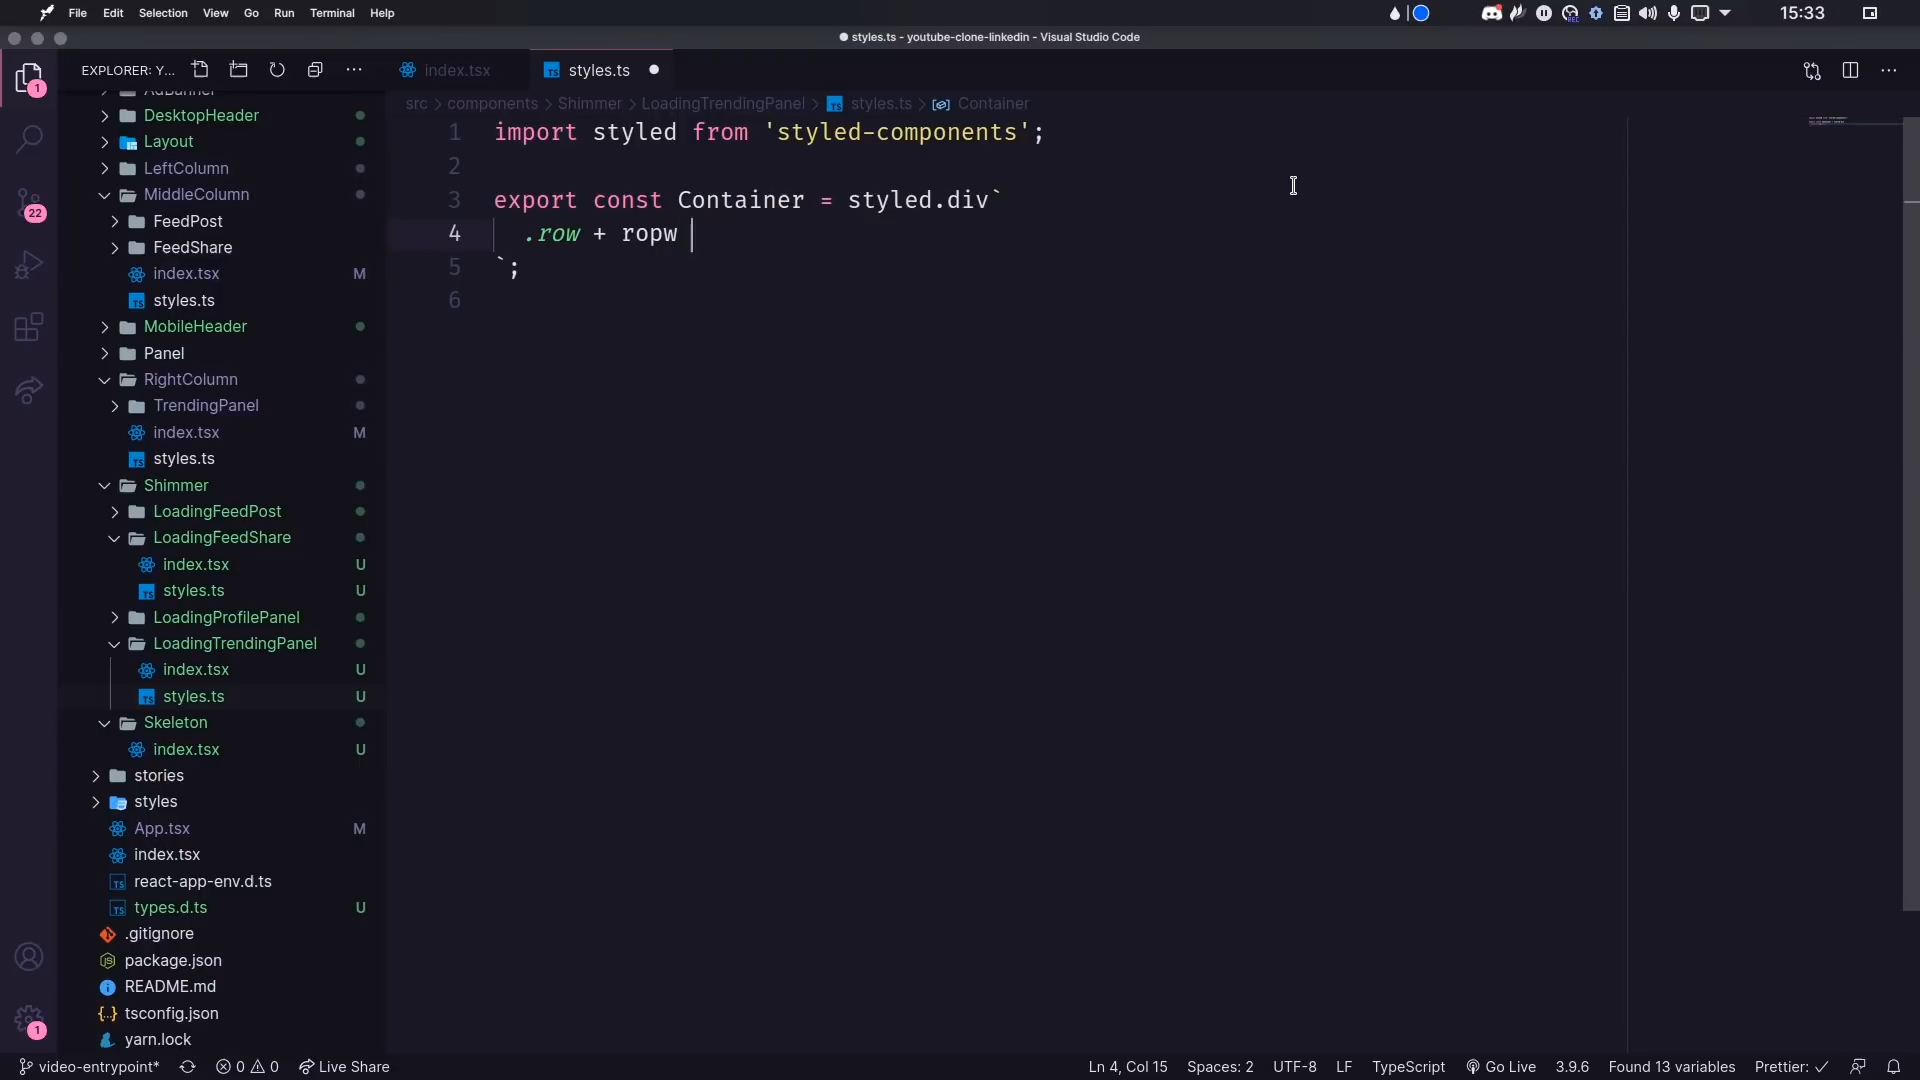 File Edit Selection View Go Run Terminal Help
15:33
styles.ts - youtube-clone-linkedin - Visual Studio Code
EXPLORER: Y...
index.tsx
styles.ts
src > components > Shimmer > LoadingTrendingPanel > styles.ts > Container
1 import styled from 'styled-components';
2
3 export const Container = styled.div`
4 .row + ropw
5 `;
6
1
22
1
AdBanner
DesktopHeader
Layout
LeftColumn
MiddleColumn
FeedPost
FeedShare
index.tsx M
styles.ts
MobileHeader
Panel
RightColumn
TrendingPanel
index.tsx M
styles.ts
Shimmer
LoadingFeedPost
LoadingFeedShare
index.tsx U
styles.ts U
LoadingProfilePanel
LoadingTrendingPanel
index.tsx U
styles.ts U
Skeleton
index.tsx U
stories
styles
App.tsx M
index.tsx
react-app-env.d.ts
types.d.ts U
.gitignore
package.json
README.md
tsconfig.json
yarn.lock
video-entrypoint* 0 0 Live Share
Ln 4, Col 15 Spaces: 2 UTF-8 LF TypeScript Go Live 3.9.6 Found 13 variables Prettier: ✓